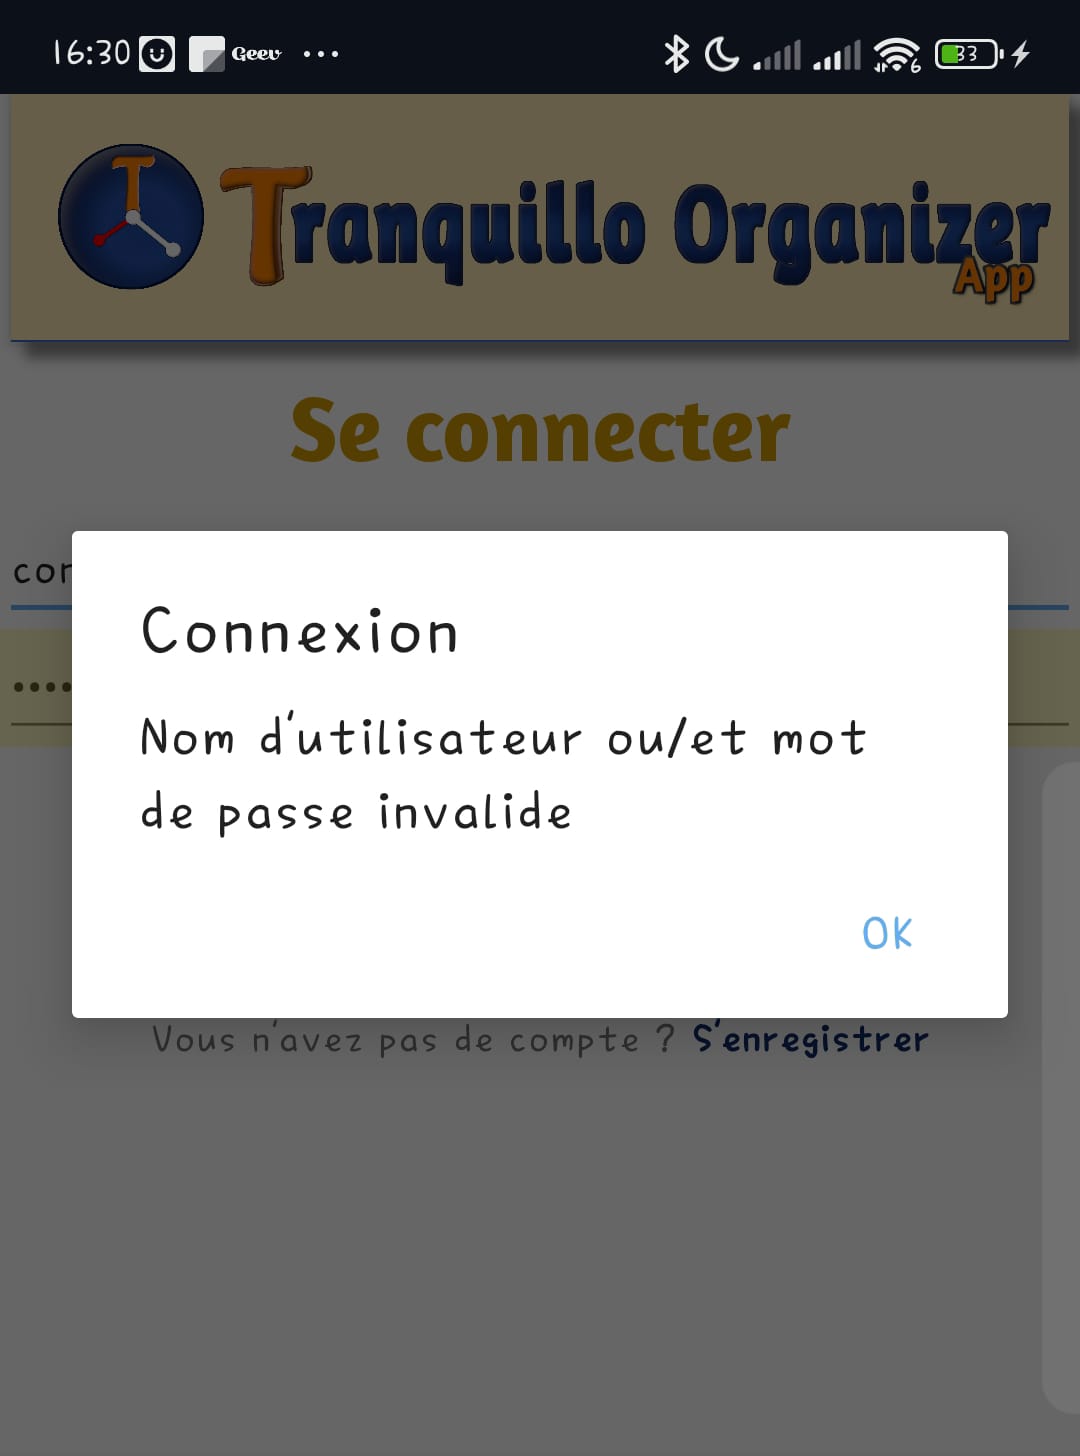 16:30 Geev ... 6 33
T Tranquillo Organizer
App
Se connecter
Connexion
Nom d'utilisateur ou/et mot
de passe invalide
OK
Vous n'avez pas de compte ? S'enregistrer